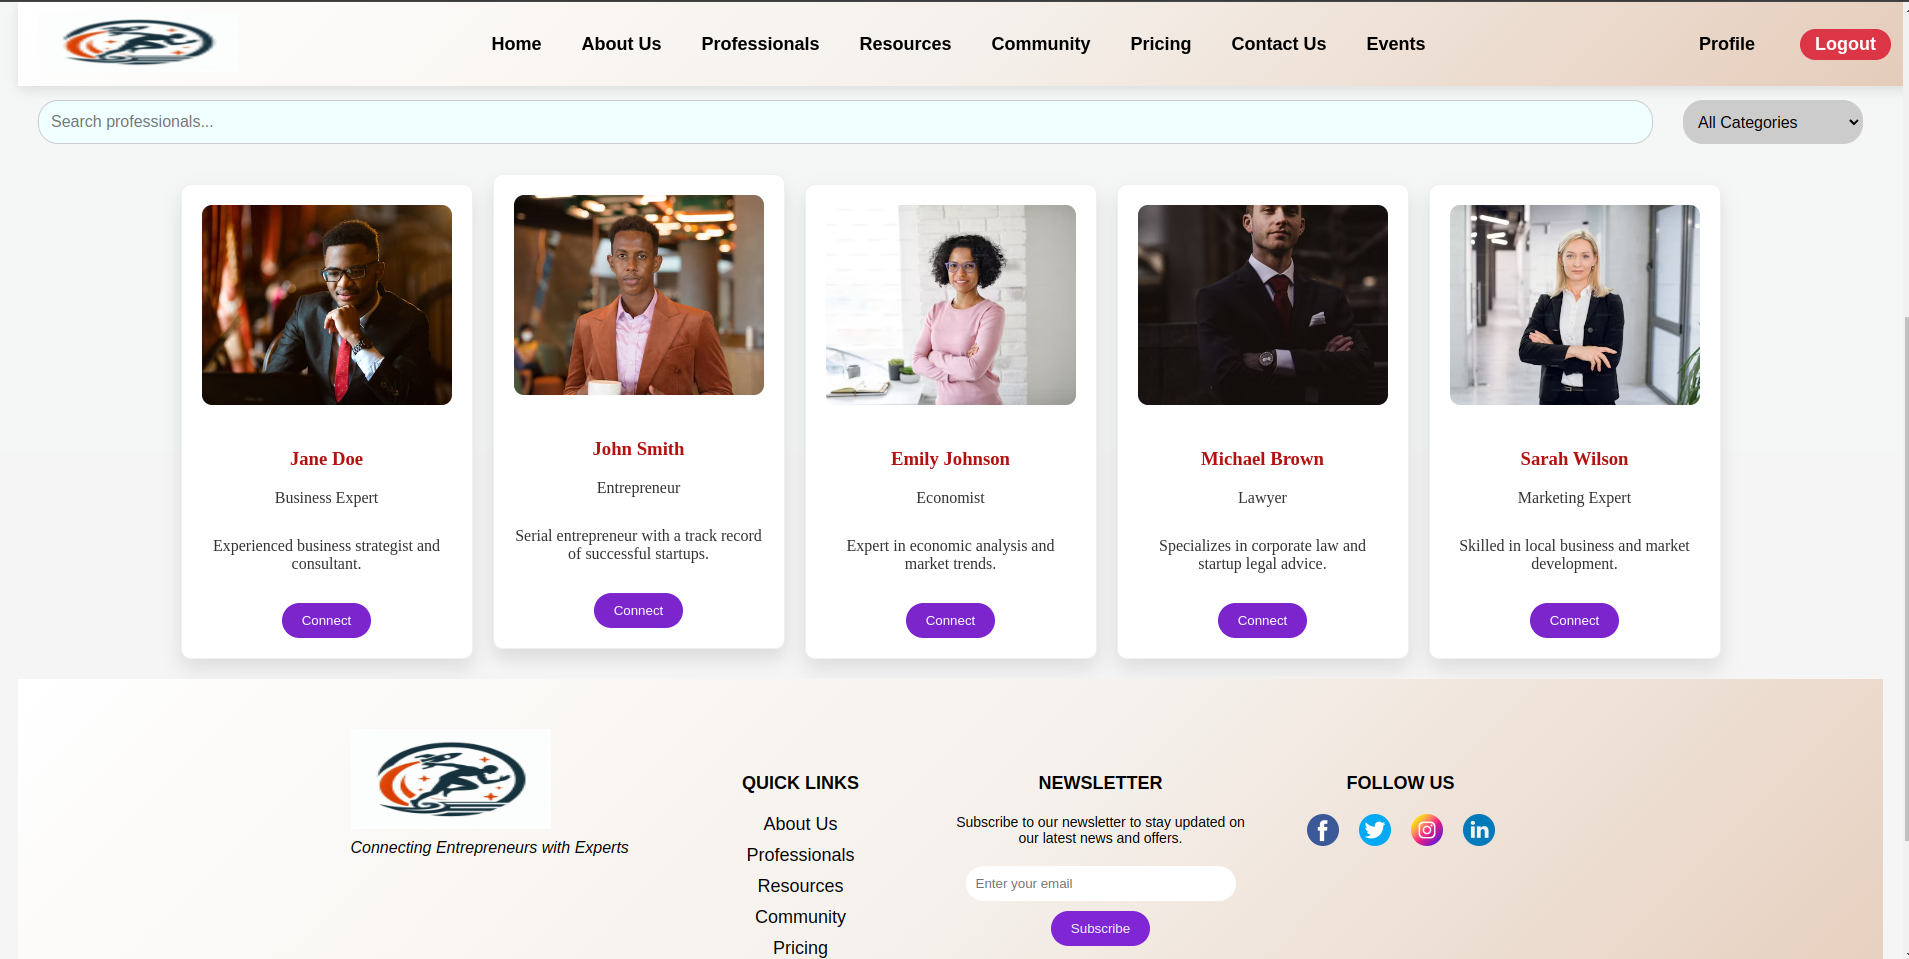 Home
About Us
Professionals
Resources
Community
Pricing
Contact Us
Events
Profile
Logout
Search professionals...
All Categories
Jane Doe
Business Expert
Experienced business strategist and
consultant.
Connect
John Smith
Entrepreneur
Serial entrepreneur with a track record
of successful startups.
Connect
Emily Johnson
Economist
Expert in economic analysis and
market trends.
Connect
Michael Brown
Lawyer
Specializes in corporate law and
startup legal advice.
Connect
Sarah Wilson
Marketing Expert
Skilled in local business and market
development.
Connect
Connecting Entrepreneurs with Experts
QUICK LINKS
About Us
Professionals
Resources
Community
Pricing
NEWSLETTER
Subscribe to our newsletter to stay updated on
our latest news and offers.
Enter your email
Subscribe
FOLLOW US